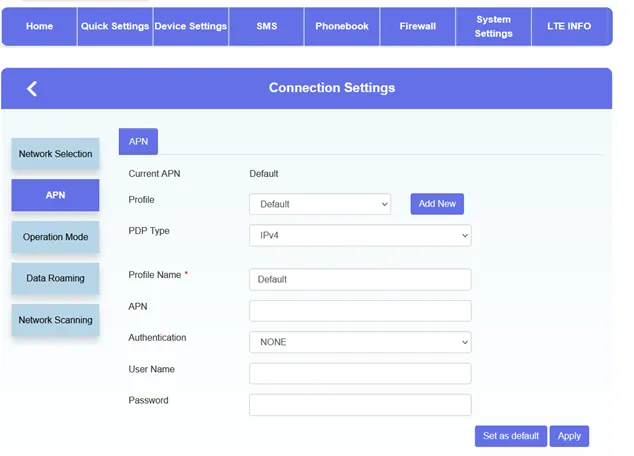 Home Quick Settings Device Settings SMS Phonebook Firewall System Settings LTE INFO
Connection Settings
Network Selection
APN
Operation Mode
Data Roaming
Network Scanning
APN
Current APN Default
Profile Default Add New
PDP Type IPv4
Profile Name * Default
APN
Authentication NONE
User Name
Password
Set as default Apply